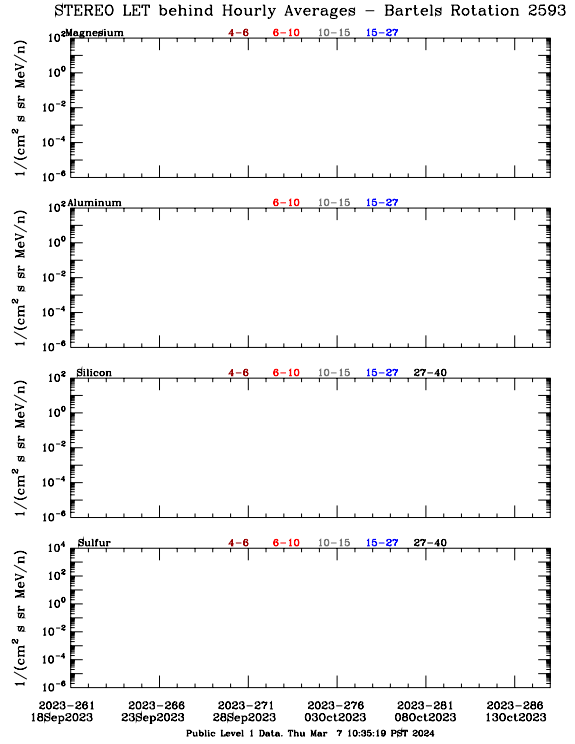 STEREO LET behind Hourly Averages - Bartels Rotation 2593
Magnesium 4-6 6-10 10-15 15-27
10^2
10^0
10^-2
10^-4
10^-6
1/(cm^2 s sr MeV/n)
Aluminum 6-10 10-15 15-27
10^2
10^0
10^-2
10^-4
10^-6
1/(cm^2 s sr MeV/n)
Silicon 4-6 6-10 10-15 15-27 27-40
10^2
10^0
10^-2
10^-4
10^-6
1/(cm^2 s sr MeV/n)
Sulfur 4-6 6-10 10-15 15-27 27-40
10^4
10^2
10^0
10^-2
10^-4
10^-6
1/(cm^2 s sr MeV/n)
2023-261 2023-266 2023-271 2023-276 2023-281 2023-286
18Sep2023 23Sep2023 28Sep2023 03Oct2023 08Oct2023 13Oct2023
Public Level 1 Data. Thu Mar 7 10:35:19 PST 2024